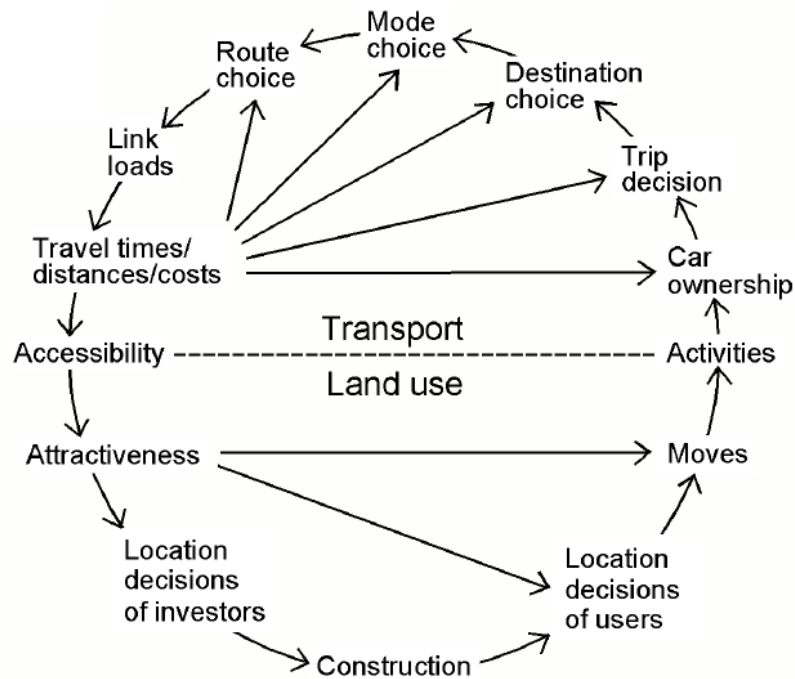 Mode
choice
Route
choice
Destination
choice
Link
loads
Trip
decision
Travel times/
distances/costs
Car
ownership
Transport
Accessibility
Activities
Land use
Attractiveness
Moves
Location
decisions
of investors
Location
decisions
of users
Construction